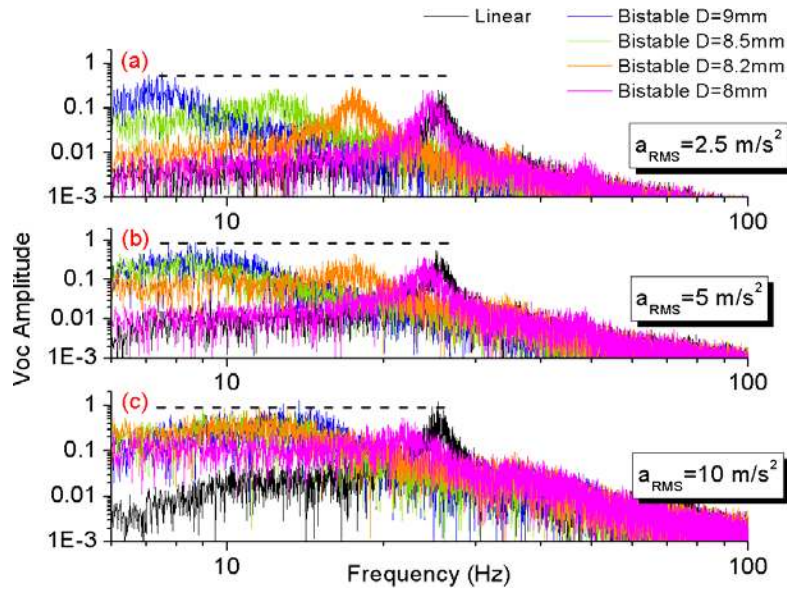 Linear
Bistable D=9mm
Bistable D=8.5mm
Bistable D=8.2mm
Bistable D=8mm
(a)
1
0.1
0.01
1E-3
aRMS=2.5 m/s²
10
100
(b)
1
0.1
0.01
1E-3
aRMS=5 m/s²
10
100
(c)
1
0.1
0.01
1E-3
aRMS=10 m/s²
10
100
Voc Amplitude
Frequency (Hz)